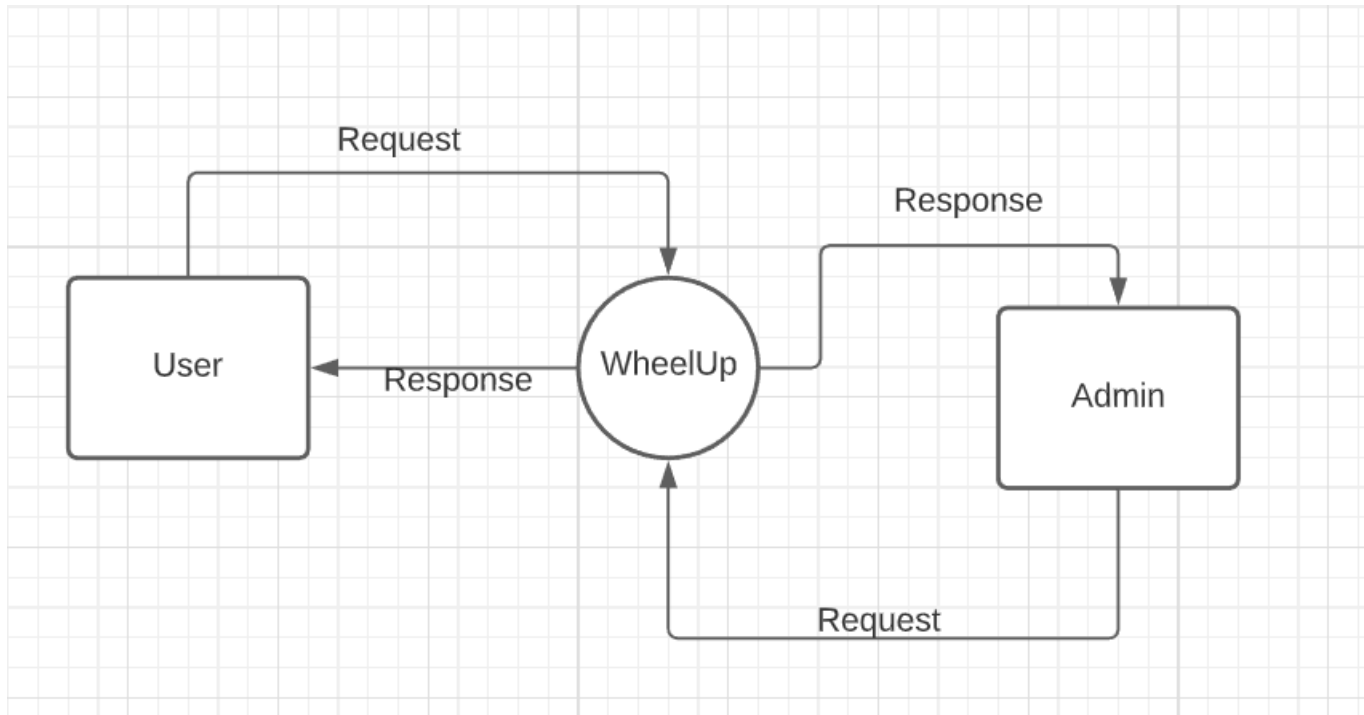 Request
Response
User
WheelUp
Response
Admin
Request